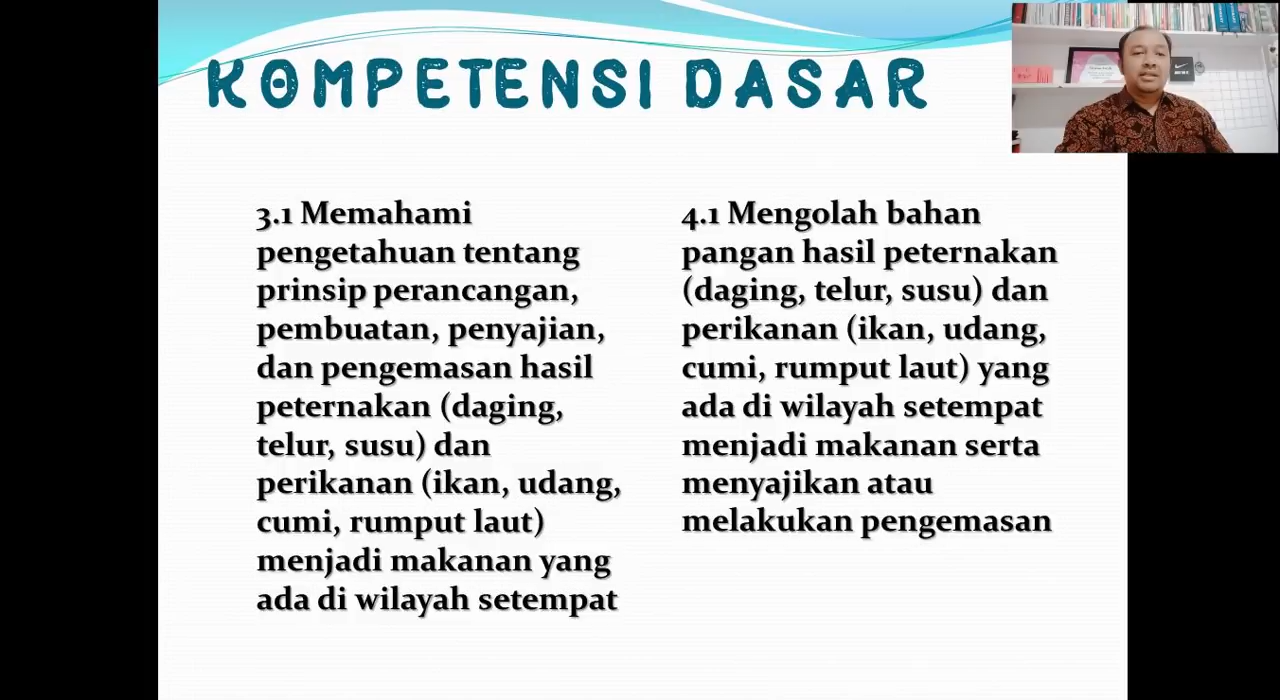 KOMPETENSI DASAR
3.1 Memahami
pengetahuan tentang
prinsip perancangan,
pembuatan, penyajian,
dan pengemasan hasil
peternakan (daging,
telur, susu) dan
perikanan (ikan, udang,
cumi, rumput laut)
menjadi makanan yang
ada di wilayah setempat
4.1 Mengolah bahan
pangan hasil peternakan
(daging, telur, susu) dan
perikanan (ikan, udang,
cumi, rumput laut) yang
ada di wilayah setempat
menjadi makanan serta
menyajikan atau
melakukan pengemasan